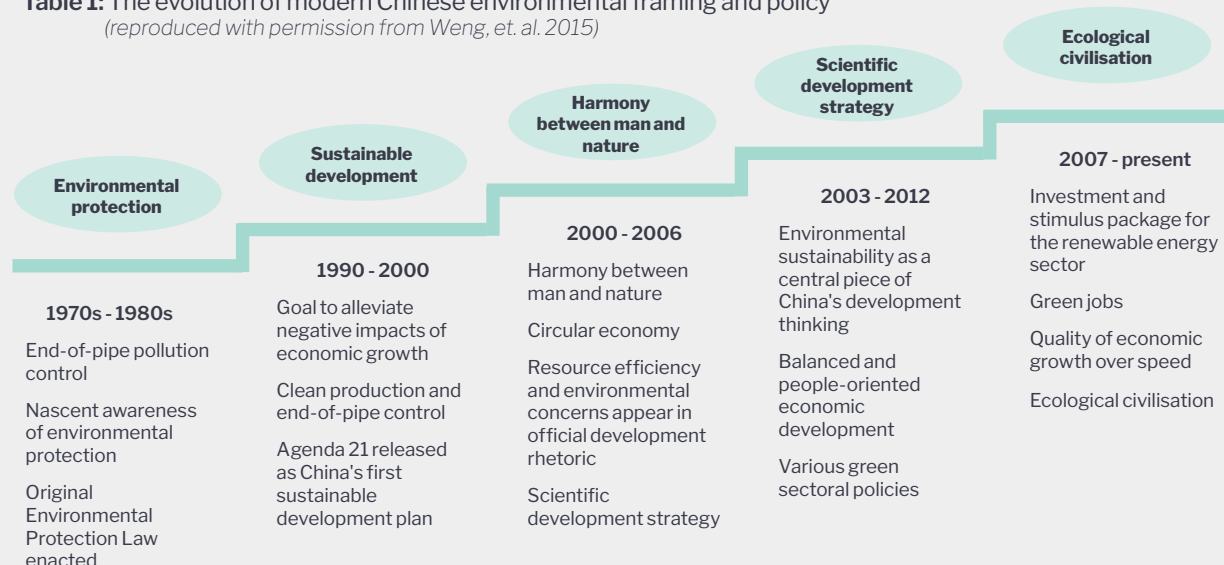 Table 1: The evolution of modern Chinese environmental framing and policy
(reproduced with permission from Weng, et. al. 2015)
Environmental
protection
1970s - 1980s
End-of-pipe pollution
control
Nascent awareness
of environmental
protection
Original
Environmental
Protection Law
enacted
Sustainable
development
1990 - 2000
Goal to alleviate
negative impacts of
economic growth
Clean production and
end-of-pipe control
Agenda 21 released
as China's first
sustainable
development plan
Harmony
between man and
nature
2000 - 2006
Harmony between
man and nature
Circular economy
Resource efficiency
and environmental
concerns appear in
official development
rhetoric
Scientific
development strategy
Scientific
development
strategy
2003 - 2012
Environmental
sustainability as a
central piece of
China's development
thinking
Balanced and
people-oriented
economic
development
Various green
sectoral policies
Ecological
civilisation
2007 - present
Investment and
stimulus package for
the renewable energy
sector
Green jobs
Quality of economic
growth over speed
Ecological civilisation